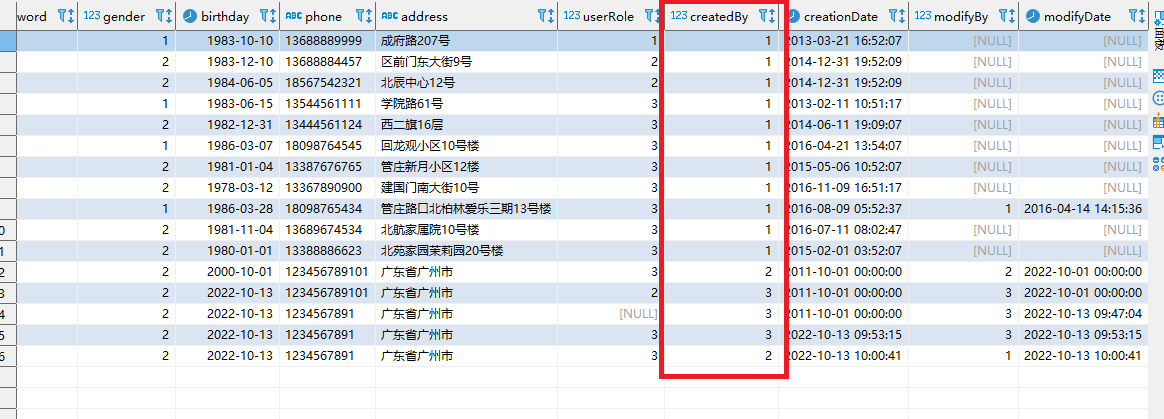 word 123 gender birthday ABC phone ABC address 123 userRole 123 createdBy creationDate 123 modifyBy modifyDate
1 1983-10-10 13688889999 成府路207号 1 1 2013-03-21 16:52:07 [NULL] [NULL]
2 1983-12-10 13688884457 区前门东大街9号 2 1 2014-12-31 19:52:09 [NULL] [NULL]
2 1984-06-05 18567542321 北辰中心12号 2 1 2014-12-31 19:52:09 [NULL] [NULL]
1 1983-06-15 13544561111 学院路61号 3 1 2013-02-11 10:51:17 [NULL] [NULL]
2 1982-12-31 13444561124 西二旗16层 3 1 2014-06-11 19:09:07 [NULL] [NULL]
1 1986-03-07 18098764545 回龙观小区10号楼 3 1 2016-04-21 13:54:07 [NULL] [NULL]
2 1981-01-04 13387676765 管庄新月小区12楼 3 1 2015-05-06 10:52:07 [NULL] [NULL]
2 1978-03-12 13367890900 建国门南大街10号 3 1 2016-11-09 16:51:17 [NULL] [NULL]
1 1986-03-28 18098765434 管庄路口北柏林爱乐三期13号楼 3 1 2016-08-09 05:52:37 1 2016-04-14 14:15:36
0 2 1981-11-04 13689674534 北航家属院10号楼 3 1 2016-07-11 08:02:47 [NULL] [NULL]
1 2 1980-01-01 13388886623 北苑家园茉莉园20号楼 3 1 2015-02-01 03:52:07 [NULL] [NULL]
2 2 2000-10-01 123456789101 广东省广州市 3 2 2011-10-01 00:00:00 2 2022-10-01 00:00:00
3 2 2022-10-13 123456789101 广东省广州市 2 3 2011-10-01 00:00:00 3 2022-10-01 00:00:00
4 2 2022-10-13 1234567891 广东省广州市 [NULL] 3 2011-10-01 00:00:00 3 2022-10-13 09:47:04
5 2 2022-10-13 1234567891 广东省广州市 3 3 2022-10-13 09:53:15 3 2022-10-13 09:53:15
6 2 2022-10-13 1234567891 广东省广州市 3 2 2022-10-13 10:00:41 1 2022-10-13 10:00:41